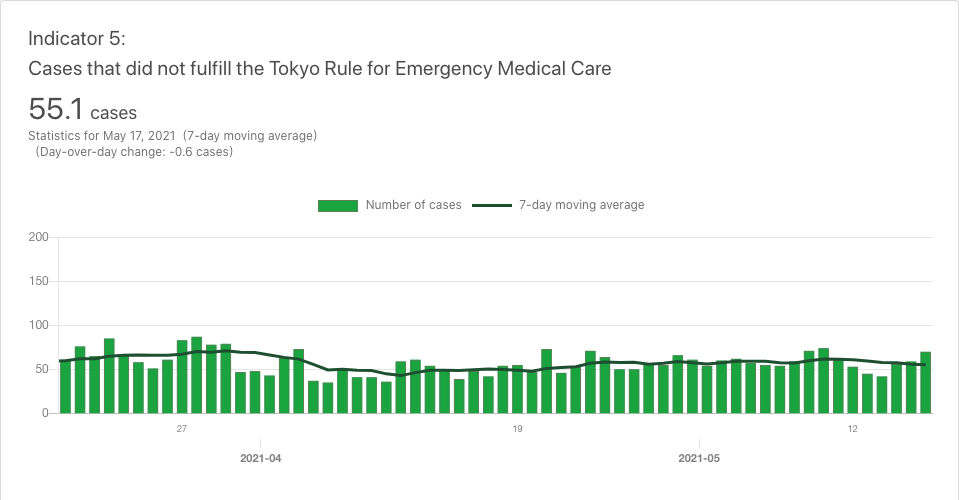 Indicator 5:
Cases that did not fulfill the Tokyo Rule for Emergency Medical Care
55.1 cases
Statistics for May 17, 2021 (7-day moving average)
(Day-over-day change: -0.6 cases)
Number of cases 7-day moving average
200
150
100
50
0
27 19 12
2021-04 2021-05